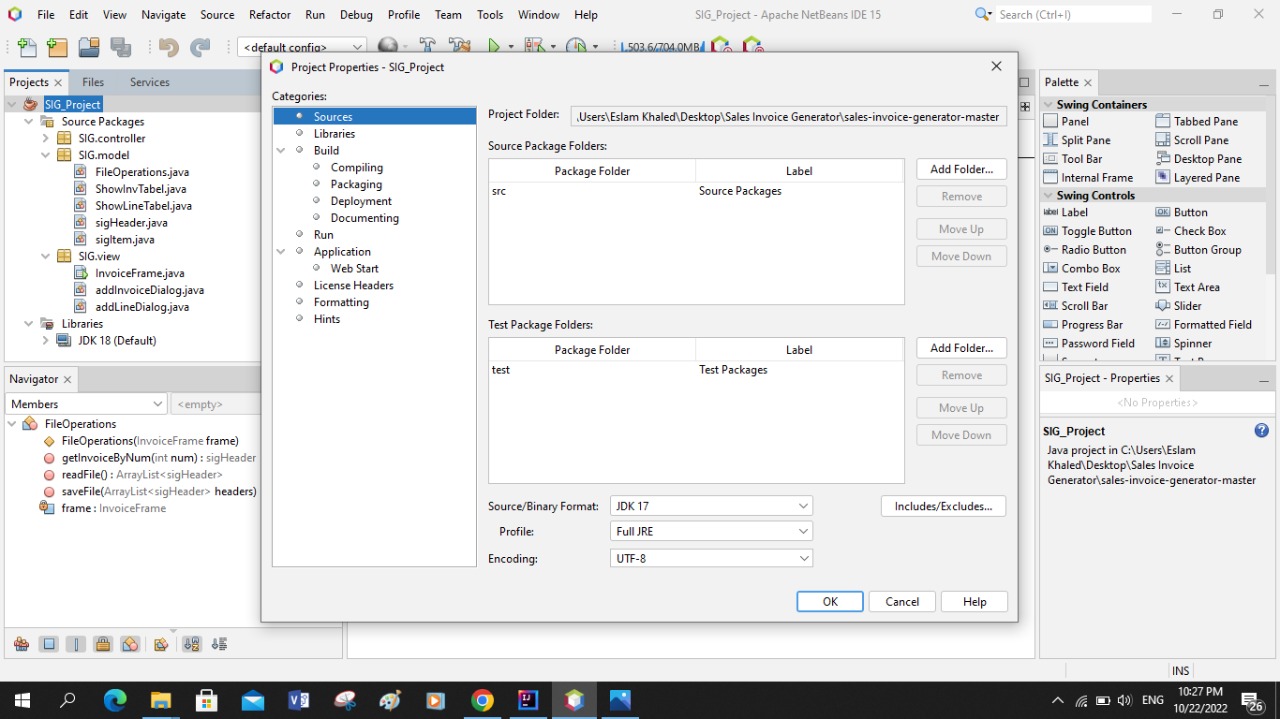 File Edit View Navigate Source Refactor Run Debug Profile Team Tools Window Help
SIG_Project - Apache NetBeans IDE 15
Search (Ctrl+I)
<default config>
503.6/704.0MB
Projects Files Services
SIG_Project
Source Packages
SIG.controller
SIG.model
FileOperations.java
ShowInvTabel.java
ShowLineTabel.java
sigHeader.java
sigItem.java
SIG.view
InvoiceFrame.java
addInvoiceDialog.java
addLineDialog.java
Libraries
JDK 18 (Default)
Navigator
Members
<empty>
FileOperations
FileOperations(InvoiceFrame frame)
getInvoiceByNum(int num) : sigHeader
readFile() : ArrayList<sigHeader>
saveFile(ArrayList<sigHeader> headers)
frame : InvoiceFrame
Project Properties - SIG_Project
Categories:
Sources
Libraries
Build
Compiling
Packaging
Deployment
Documenting
Run
Application
Web Start
License Headers
Formatting
Hints
Project Folder:
Users\Eslam Khaled\Desktop\Sales Invoice Generator\sales-invoice-generator-master
Source Package Folders:
Package Folder Label
src Source Packages
Add Folder...
Remove
Move Up
Move Down
Test Package Folders:
Package Folder Label
test Test Packages
Add Folder...
Remove
Move Up
Move Down
Source/Binary Format: JDK 17
Includes/Excludes...
Profile: Full JRE
Encoding: UTF-8
OK Cancel Help
Palette
Swing Containers
Panel Tabbed Pane
Split Pane Scroll Pane
Tool Bar Desktop Pane
Internal Frame Layered Pane
Swing Controls
label Label OK Button
ON Toggle Button Check Box
Radio Button Button Group
Combo Box List
Text Field Text Area
Scroll Bar Slider
Progress Bar Formatted Field
Password Field Spinner
SIG_Project - Properties
<No Properties>
SIG_Project
Java project in C:\Users\Eslam
Khaled\Desktop\Sales Invoice
Generator\sales-invoice-generator-master
INS
ENG
10:27 PM
10/22/2022
26